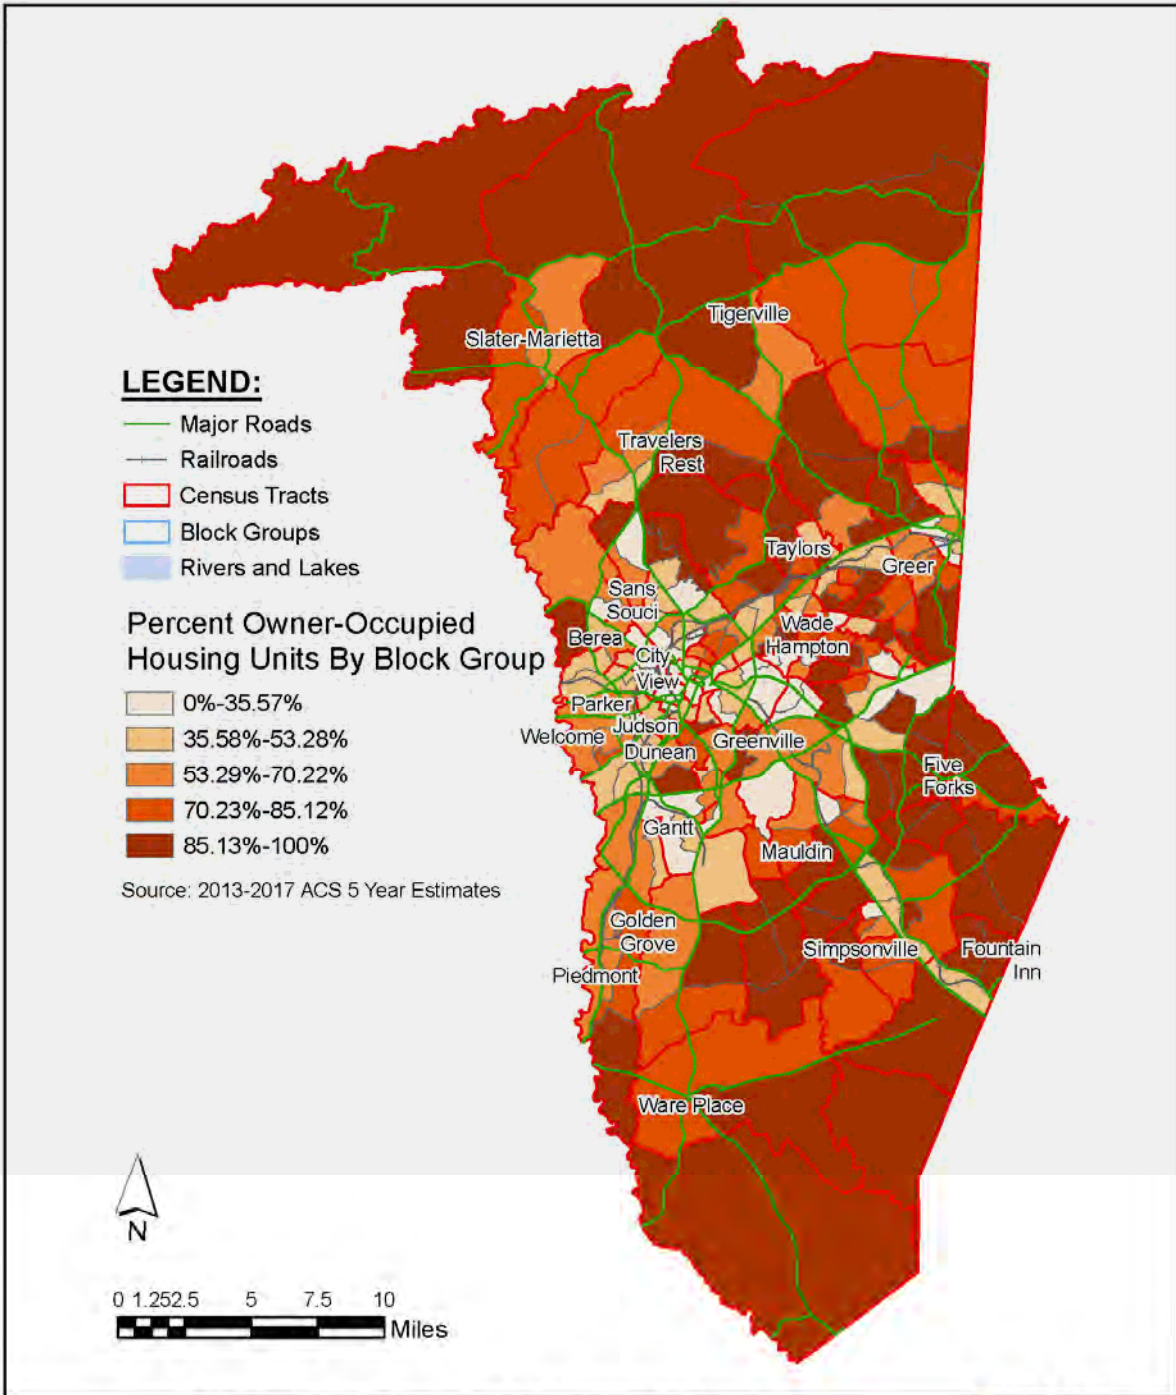 Tigerville
Slater-Marietta
LEGEND:
Major Roads
Railroads
Census Tracts
Block Groups
Rivers and Lakes
Travelers
Rest
Taylors
Greer
Sans
Souci
Wade
Hampton
Berea
City
View
Parker
Judson
Welcome
Dunean
Greenville
Five
Forks
Gantt
Mauldin
Golden
Grove
Simpsonville
Fountain
Inn
Piedmont
Ware Place
Percent Owner-Occupied
Housing Units By Block Group
0%-35.57%
35.58%-53.28%
53.29%-70.22%
70.23%-85.12%
85.13%-100%
Source: 2013-2017 ACS 5 Year Estimates
N
0 1.252.5 5 7.5 10
Miles